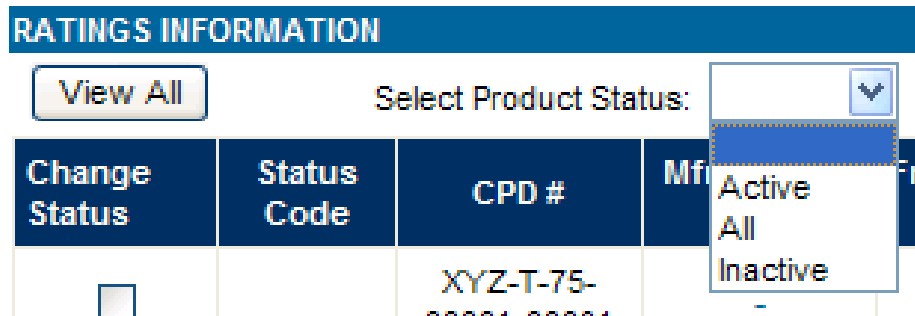 RATINGS INFORMATION
View All
Select Product Status:
Change
Status
Status
Code
CPD #
Active
All
Inactive
XYZ-T-75-